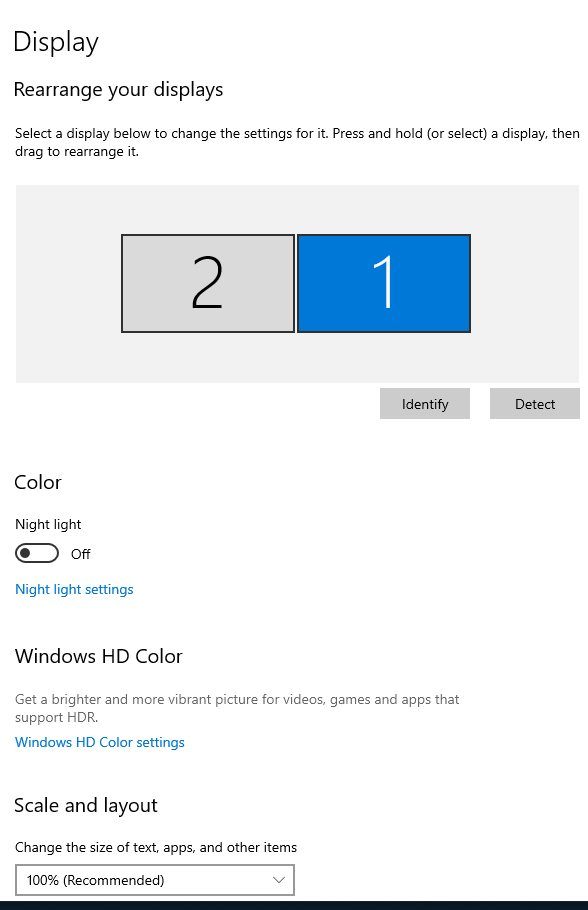 Display
Rearrange your displays
Select a display below to change the settings for it. Press and hold (or select) a display, then
drag to rearrange it.
2 1
Identify Detect
Color
Night light
Off
Night light settings
Windows HD Color
Get a brighter and more vibrant picture for videos, games and apps that
support HDR.
Windows HD Color settings
Scale and layout
Change the size of text, apps, and other items
100% (Recommended)